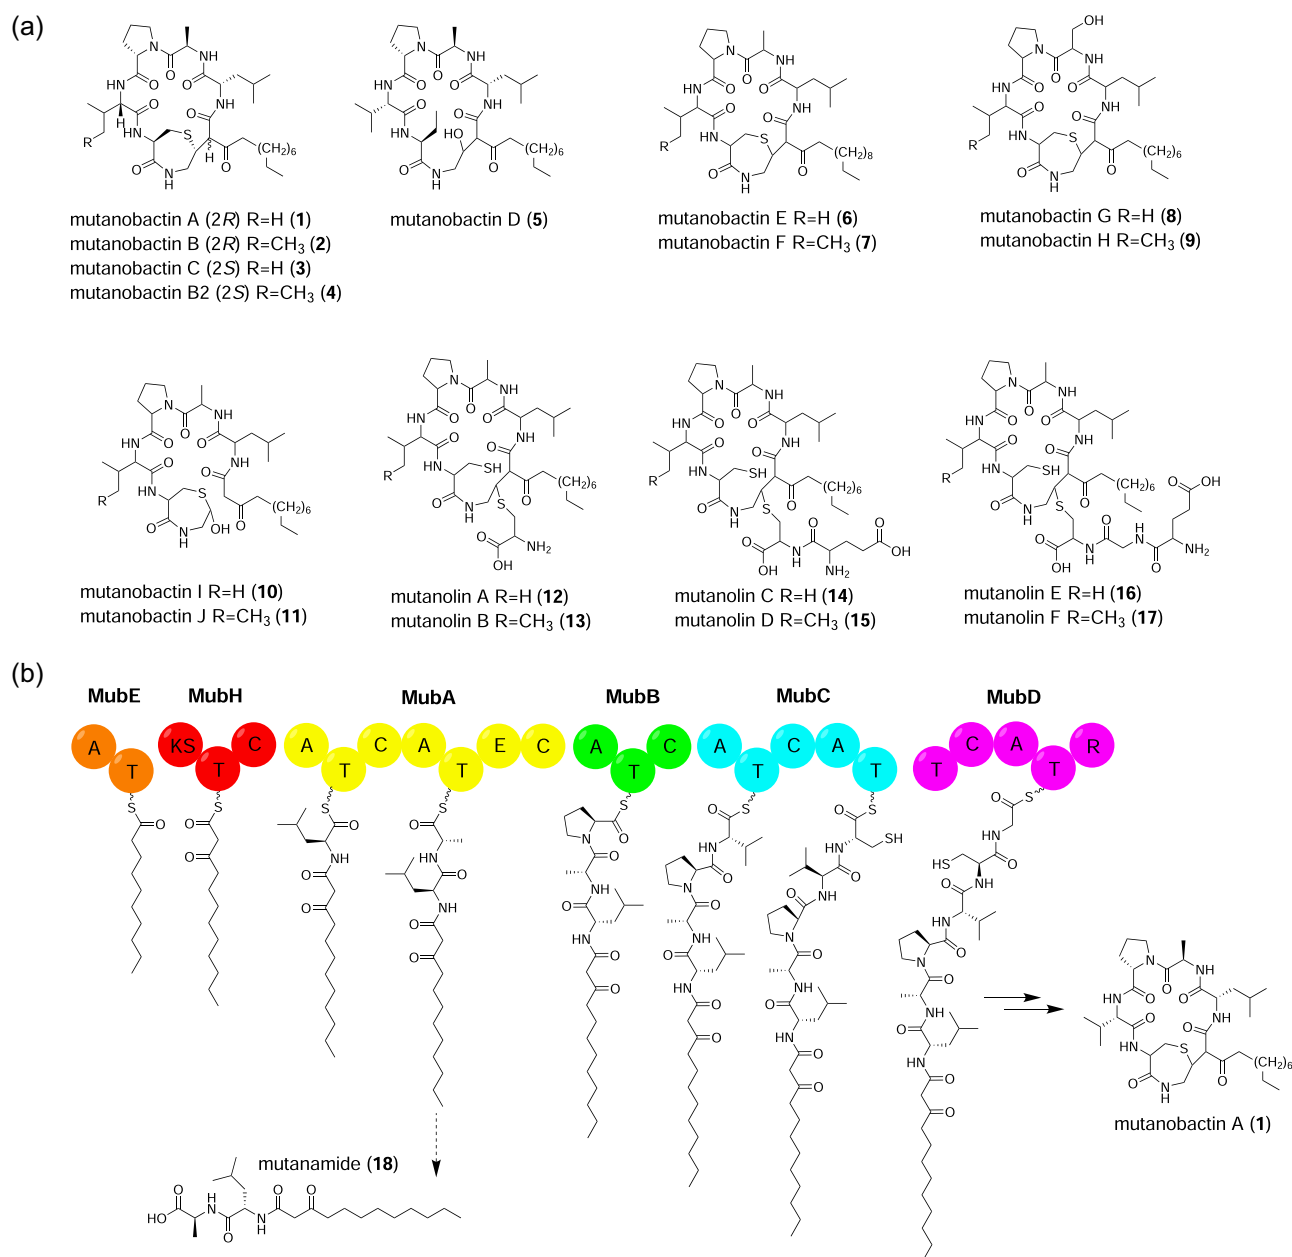 (a)
mutanobactin A (2R) R=H (1)
mutanobactin B (2R) R=CH3 (2)
mutanobactin C (2S) R=H (3)
mutanobactin B2 (2S) R=CH3 (4)
mutanobactin D (5)
mutanobactin E R=H (6)
mutanobactin F R=CH3 (7)
mutanobactin G R=H (8)
mutanobactin H R=CH3 (9)
mutanobactin I R=H (10)
mutanobactin J R=CH3 (11)
mutanolin A R=H (12)
mutanolin B R=CH3 (13)
mutanolin C R=H (14)
mutanolin D R=CH3 (15)
mutanolin E R=H (16)
mutanolin F R=CH3 (17)
(b)
MubE MubH MubA MubB MubC MubD
A T KS T C A T C A T E C A T C A T C A T T C A T R
mutanobactin A (1)
mutanamide (18)